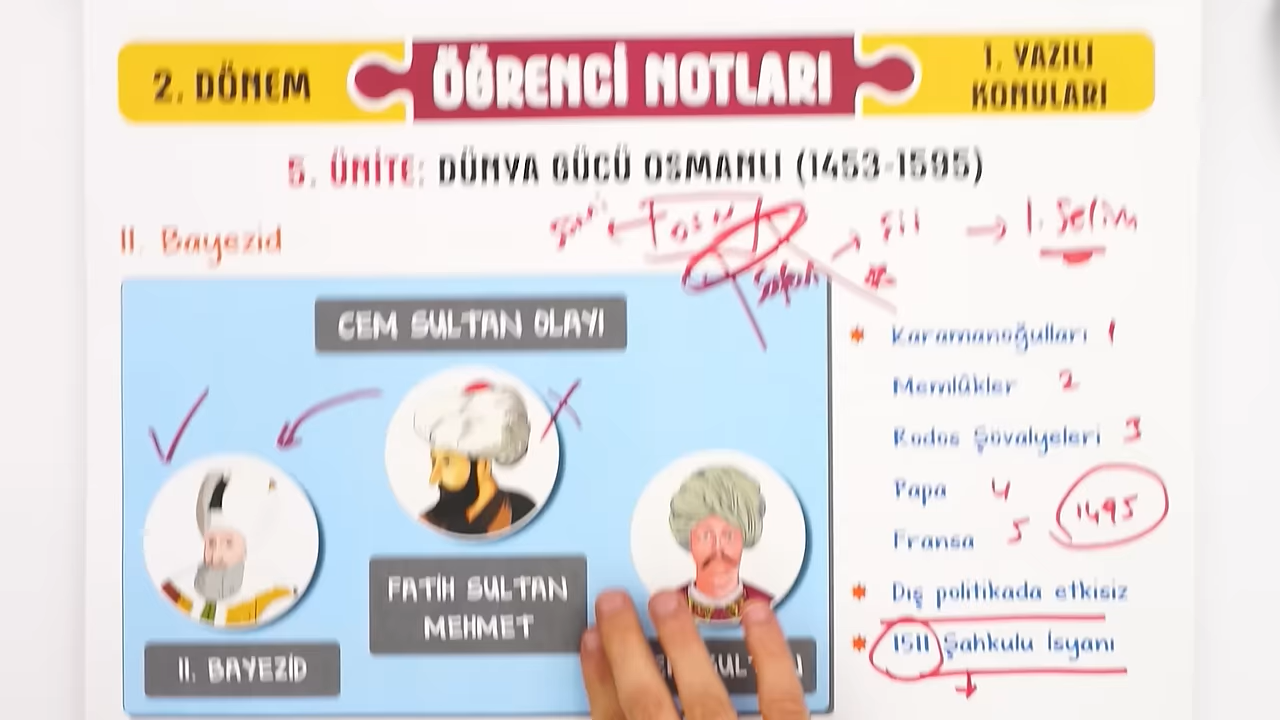 2. DÖNEM
ÖĞRENCİ NOTLARI
1. YAZILI
KONULARI
5. ÜNİTE: DÜNYA GÜCÜ OSMANLI (1453-1595)
II. Bayezid
Şii → I. Selim
CEM SULTAN OLAYI
FATİH SULTAN
MEHMET
II. BAYEZİD
Karamanoğulları 1
Memlûkler 2
Rodos Şövalyeleri 3
Papa 4
Fransa 5
1495
Dış politikada etkisiz
1511 Şahkulu İsyanı